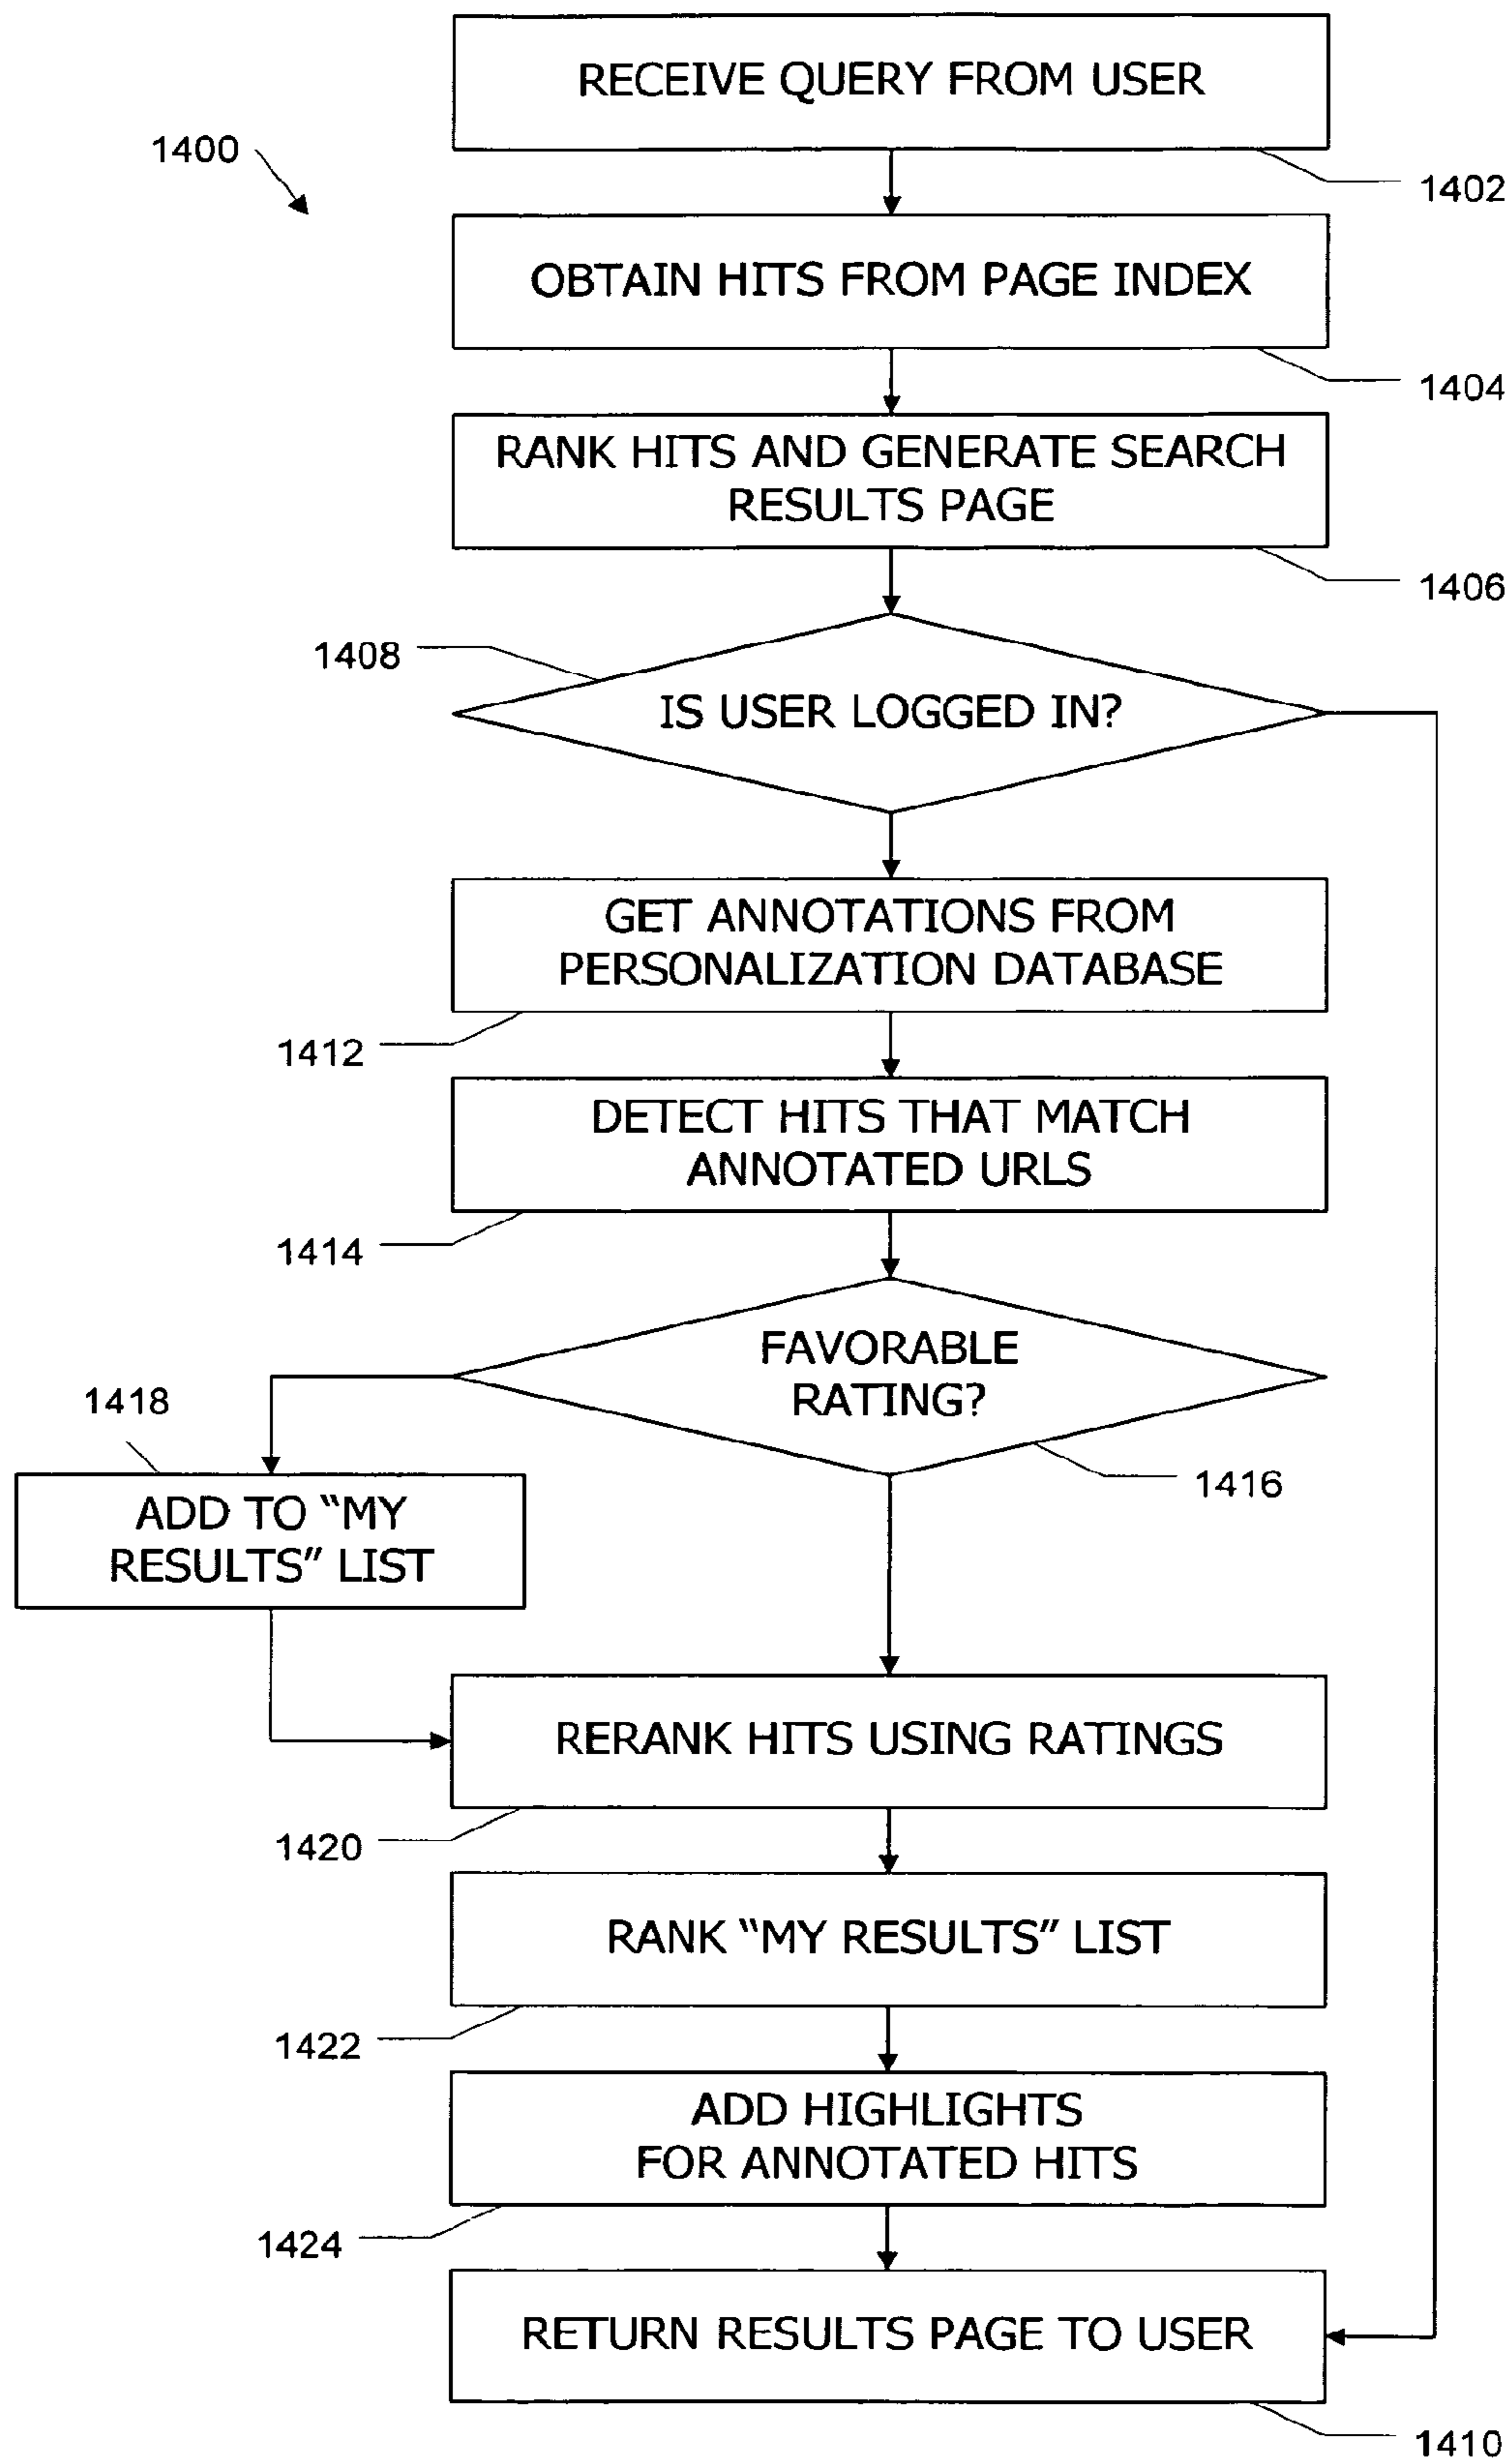 RECEIVE QUERY FROM USER
1400
1402
OBTAIN HITS FROM PAGE INDEX
1404
RANK HITS AND GENERATE SEARCH
RESULTS PAGE
1406
1408
IS USER LOGGED IN?
GET ANNOTATIONS FROM
PERSONALIZATION DATABASE
1412
DETECT HITS THAT MATCH
ANNOTATED URLS
1414
FAVORABLE
RATING?
1416
1418
ADD TO “MY
RESULTS” LIST
RERANK HITS USING RATINGS
1420
RANK “MY RESULTS” LIST
1422
ADD HIGHLIGHTS
FOR ANNOTATED HITS
1424
RETURN RESULTS PAGE TO USER
1410